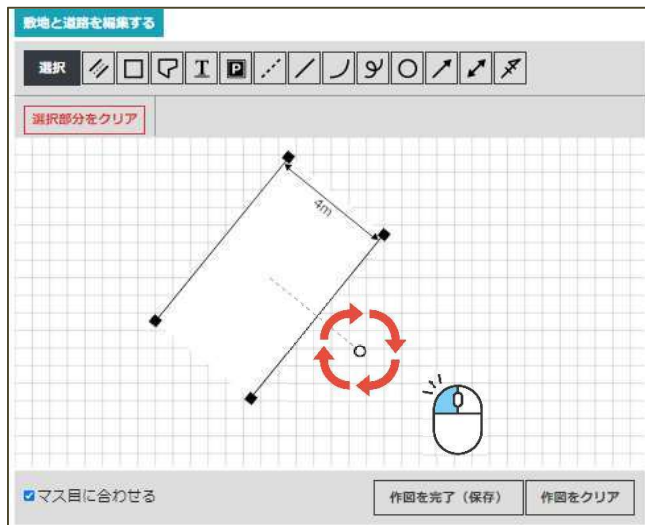 敷地と道路を編集する
選択 T P
選択部分をクリア
4m
マス目に合わせる
作図を完了（保存） 作図をクリア